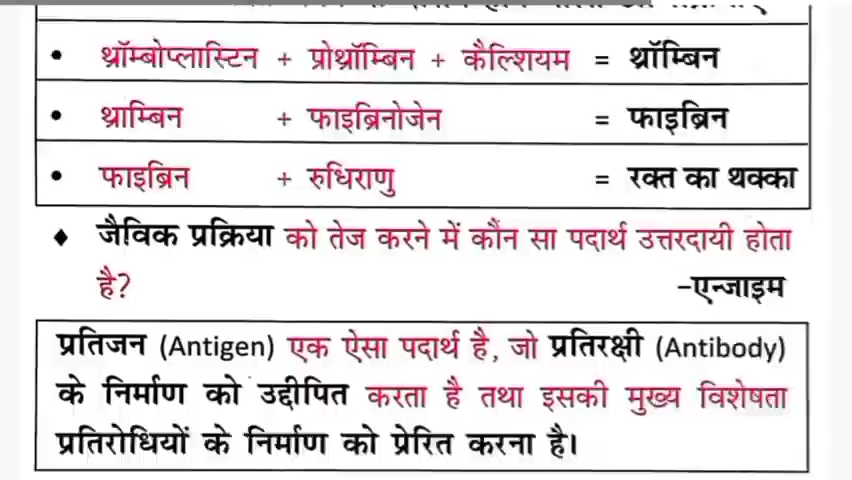 • थ्रॉम्बोप्लास्टिन + प्रोथ्रॉम्बिन + कैल्शियम = थ्रॉम्बिन
• थ्राम्बिन + फाइब्रिनोजेन = फाइब्रिन
• फाइब्रिन + रुधिराणु = रक्त का थक्का
♦ जैविक प्रक्रिया को तेज करने में कौंन सा पदार्थ उत्तरदायी होता
है? –एन्जाइम
प्रतिजन (Antigen) एक ऐसा पदार्थ है, जो प्रतिरक्षी (Antibody)
के निर्माण को उद्दीपित करता है तथा इसकी मुख्य विशेषता
प्रतिरोधियों के निर्माण को प्रेरित करना है।